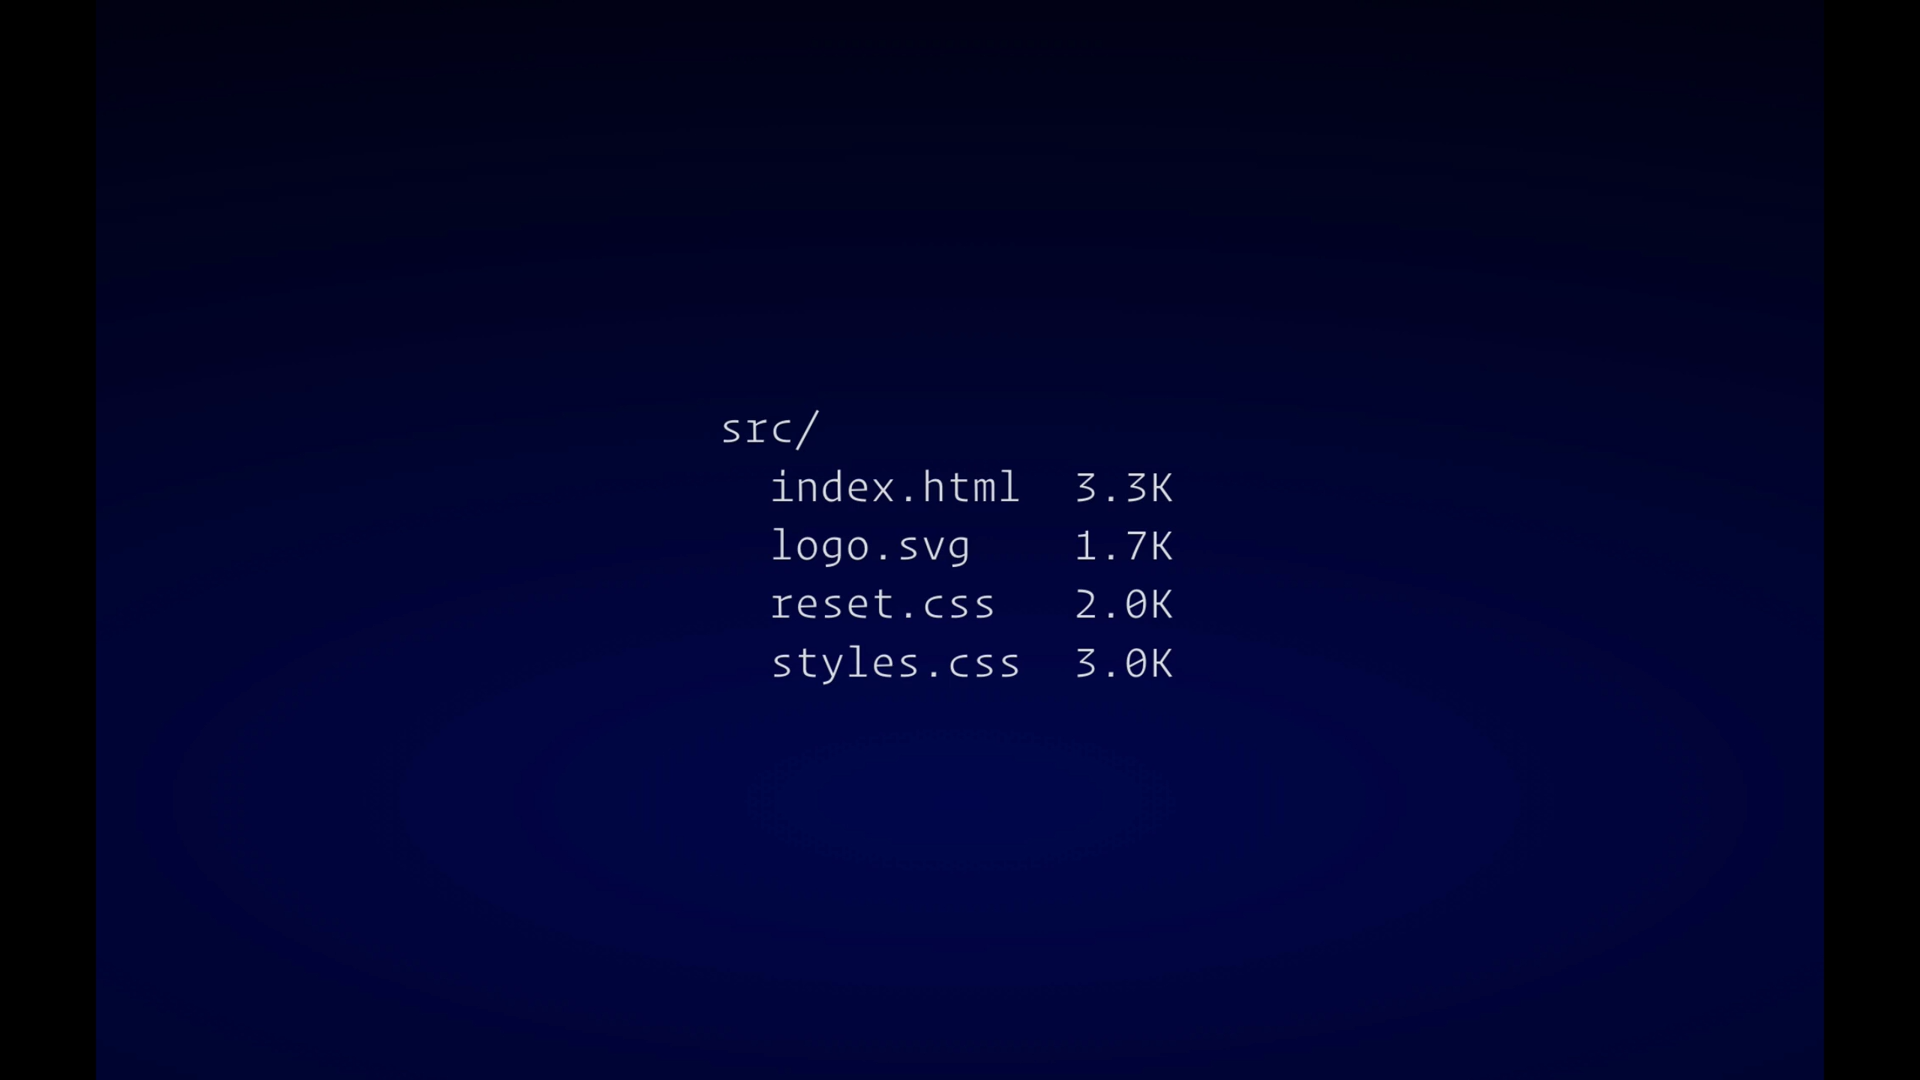 src/
  index.html  3.3K
  logo.svg    1.7K
  reset.css   2.0K
  styles.css  3.0K